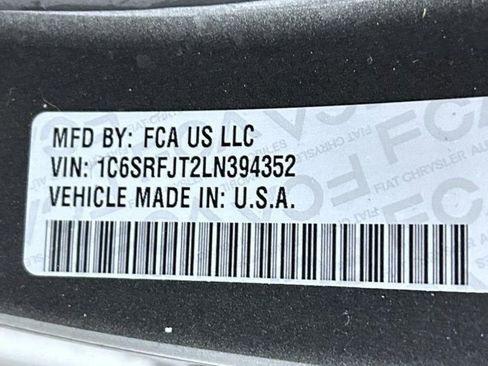 MFD BY: FCA US LLC
VIN: 1C6SRFJT2LN394352
VEHICLE MADE IN: U.S.A.